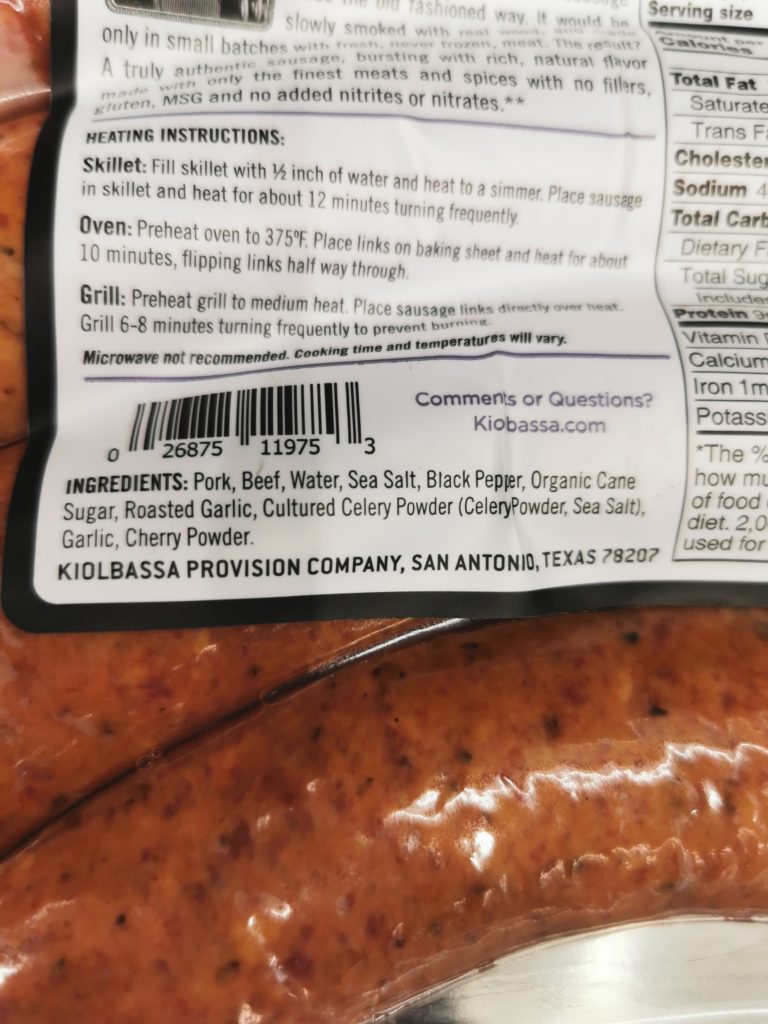 the old fashioned way. It would be
slowly smoked with real wood, and made
only in small batches with fresh, never frozen, meat. The result?
A truly authentic sausage, bursting with rich, natural flavor
made with only the finest meats and spices with no fillers,
gluten, MSG and no added nitrites or nitrates.**
HEATING INSTRUCTIONS:
Skillet: Fill skillet with ½ inch of water and heat to a simmer. Place sausage
in skillet and heat for about 12 minutes turning frequently.
Oven: Preheat oven to 375°F. Place links on baking sheet and heat for about
10 minutes, flipping links half way through.
Grill: Preheat grill to medium heat. Place sausage links directly over heat.
Grill 6-8 minutes turning frequently to prevent burning.
Microwave not recommended. Cooking time and temperatures will vary.
Comments or Questions?
Kiobassa.com
0 26875 11975 3
INGREDIENTS: Pork, Beef, Water, Sea Salt, Black Pepper, Organic Cane
Sugar, Roasted Garlic, Cultured Celery Powder (CeleryPowder, Sea Salt),
Garlic, Cherry Powder.
KIOLBASSA PROVISION COMPANY, SAN ANTONIO, TEXAS 78207
Serving size
Amount per
Calories
Total Fat
Saturate
Trans Fa
Cholester
Sodium 4
Total Carb
Dietary F
Total Sug
Includes
Protein 9
Vitamin
Calcium
Iron 1m
Potass
*The %
how mu
of food
diet. 2,0
used for